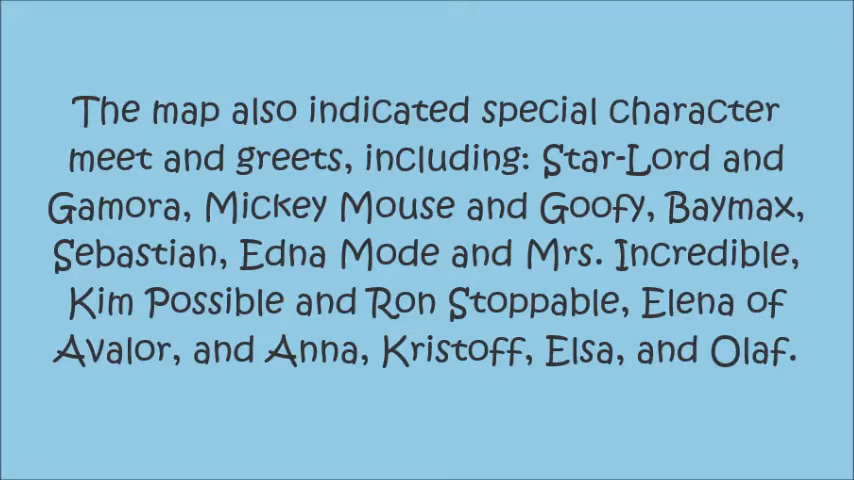 The map also indicated special character
meet and greets, including: Star-Lord and
Gamora, Mickey Mouse and Goofy, Baymax,
Sebastian, Edna Mode and Mrs. Incredible,
Kim Possible and Ron Stoppable, Elena of
Avalor, and Anna, Kristoff, Elsa, and Olaf.